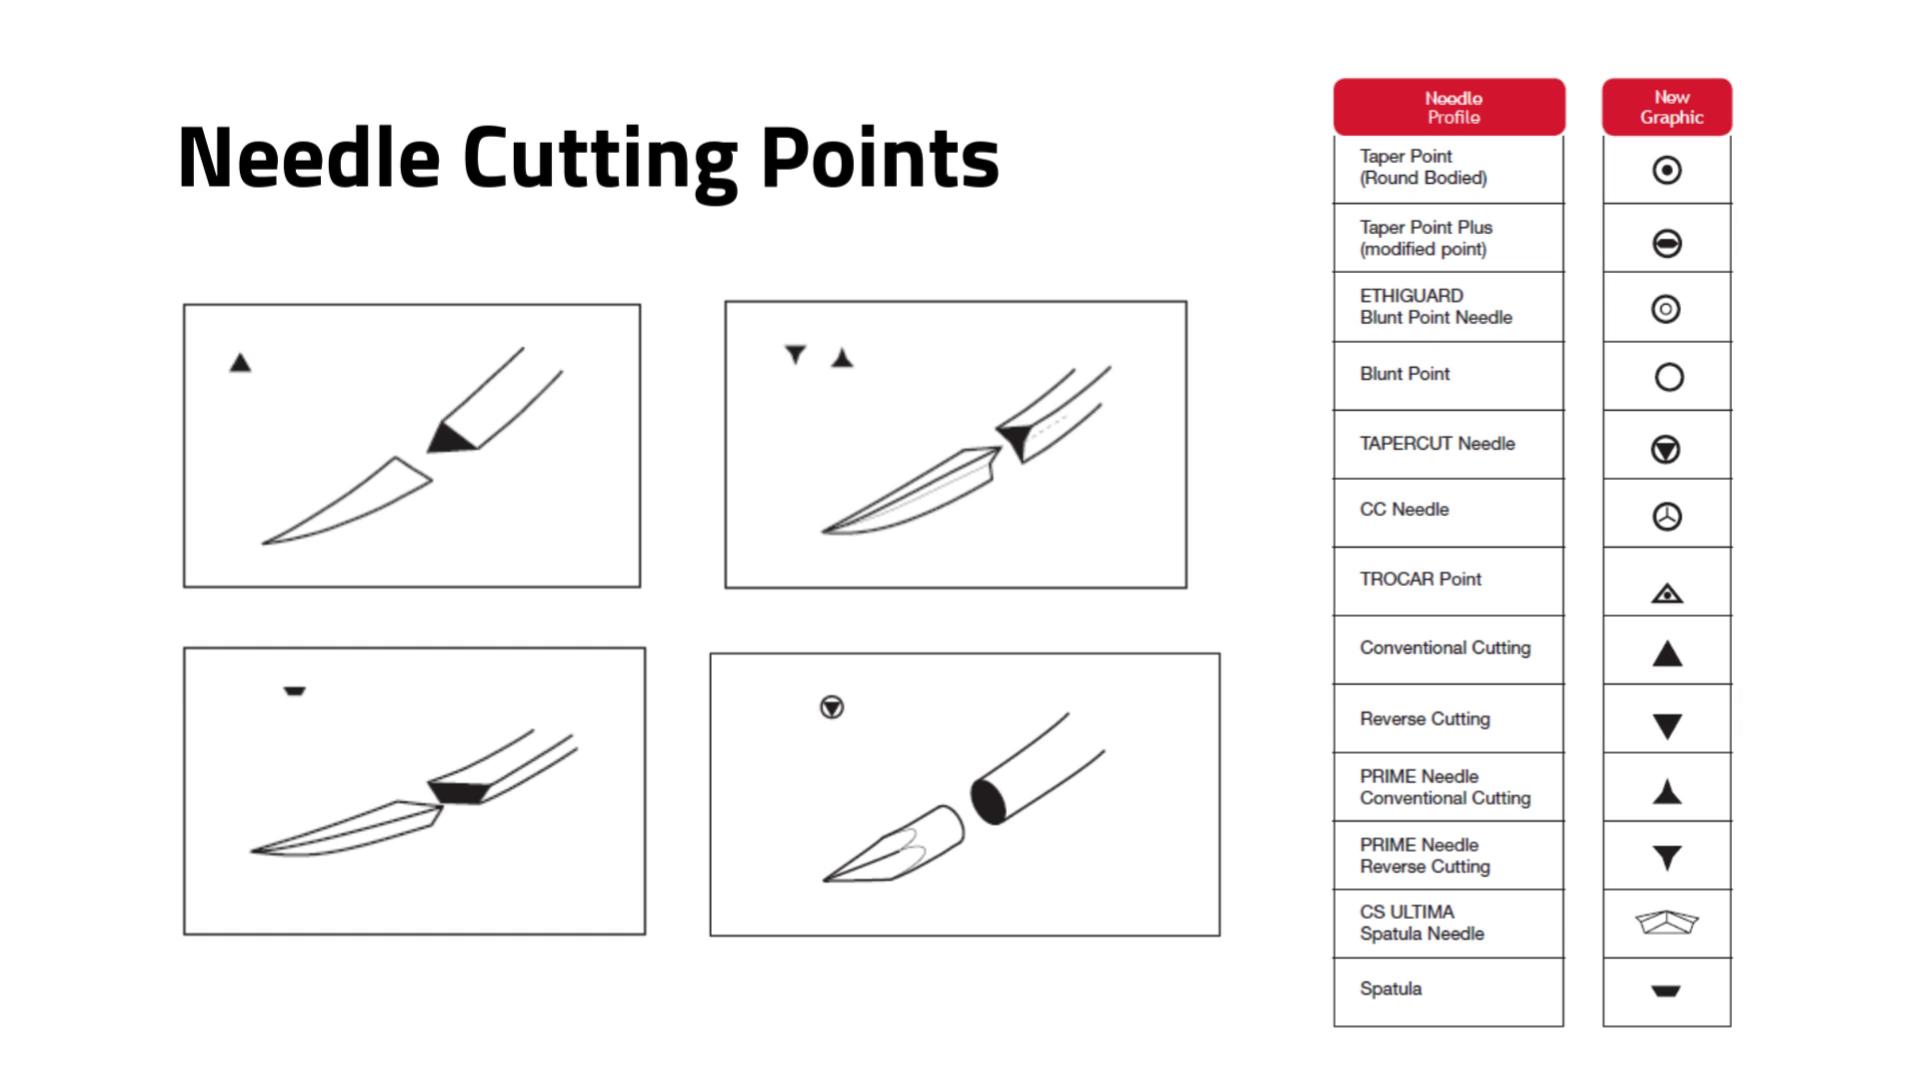 Needle Cutting Points
Needle
Profile
New
Graphic
Taper Point
(Round Bodied)
Taper Point Plus
(modified point)
ETHIGUARD
Blunt Point Needle
Blunt Point
TAPERCUT Needle
CC Needle
TROCAR Point
Conventional Cutting
Reverse Cutting
PRIME Needle
Conventional Cutting
PRIME Needle
Reverse Cutting
CS ULTIMA
Spatula Needle
Spatula